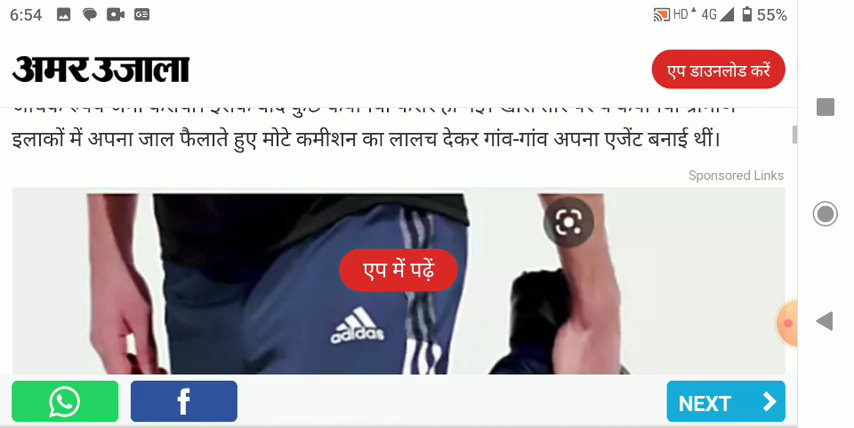 6:54
HD 4G 55%
अमर उजाला
एप डाउनलोड करें
इलाकों में अपना जाल फैलाते हुए मोटे कमीशन का लालच देकर गांव-गांव अपना एजेंट बनाई थीं।
Sponsored Links
एप में पढ़ें
adidas
f
NEXT